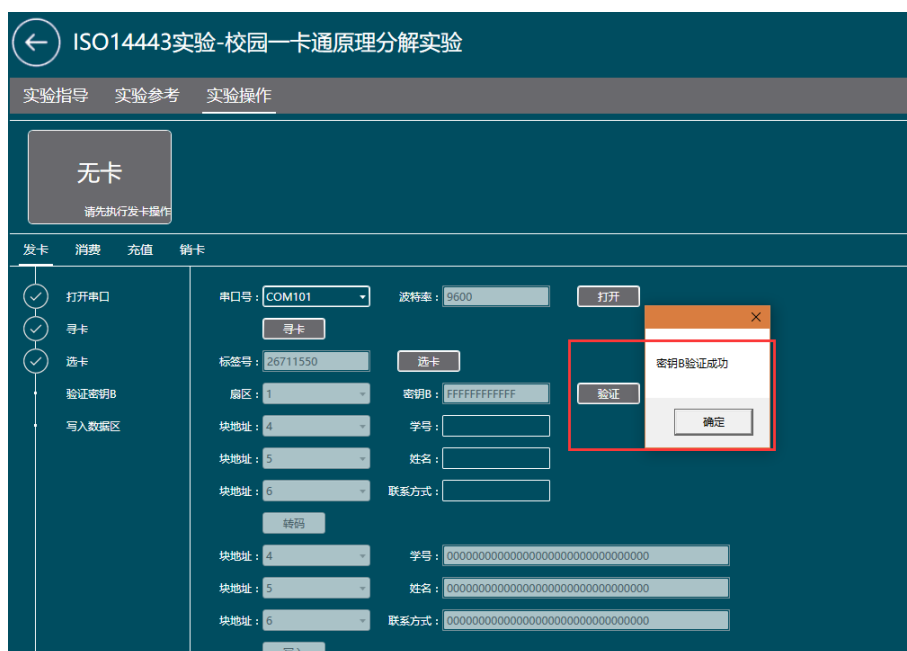 ISO14443实验-校园一卡通原理分解实验
实验指导 实验参考 实验操作
无卡
请先执行发卡操作
发卡 消费 充值 销卡
打开串口 串口号： COM101 波特率： 9600 打开
寻卡 寻卡
选卡 标签号： 26711550 选卡
密钥B验证成功
验证密钥B 扇区： 1 密钥B： FFFFFFFFFFFF 验证
确定
写入数据区 块地址： 4 学号：
块地址： 5 姓名：
块地址： 6 联系方式：
转码
块地址： 4 学号： 00000000000000000000000000000000
块地址： 5 姓名： 00000000000000000000000000000000
块地址： 6 联系方式： 00000000000000000000000000000000